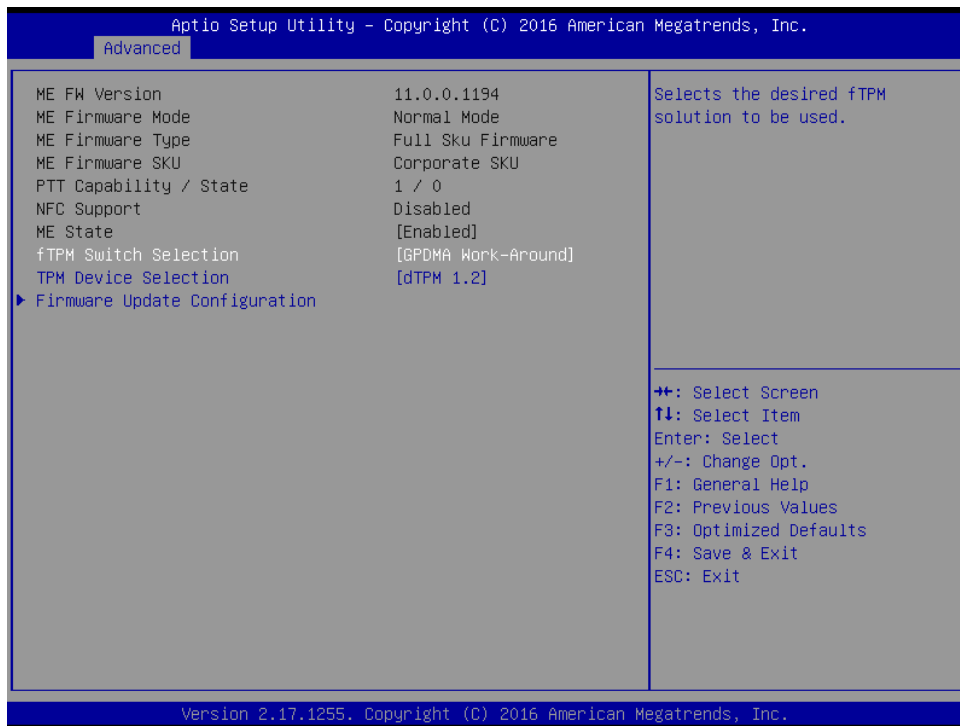 Aptio Setup Utility – Copyright (C) 2016 American Megatrends, Inc.
Advanced
ME FW Version 11.0.0.1194
ME Firmware Mode Normal Mode
ME Firmware Type Full Sku Firmware
ME Firmware SKU Corporate SKU
PTT Capability / State 1 / 0
NFC Support Disabled
ME State [Enabled]
fTPM Switch Selection [GPDMA Work-Around]
TPM Device Selection [dTPM 1.2]
Firmware Update Configuration
Selects the desired fTPM
solution to be used.
→←: Select Screen
↑↓: Select Item
Enter: Select
+/-: Change Opt.
F1: General Help
F2: Previous Values
F3: Optimized Defaults
F4: Save & Exit
ESC: Exit
Version 2.17.1255. Copyright (C) 2016 American Megatrends, Inc.